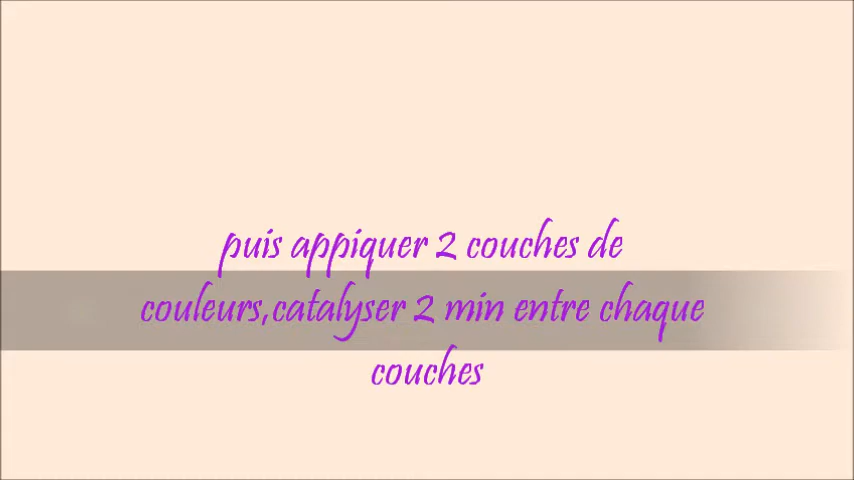 puis appiquer 2 couches de
couleurs,catalyser 2 min entre chaque
couches